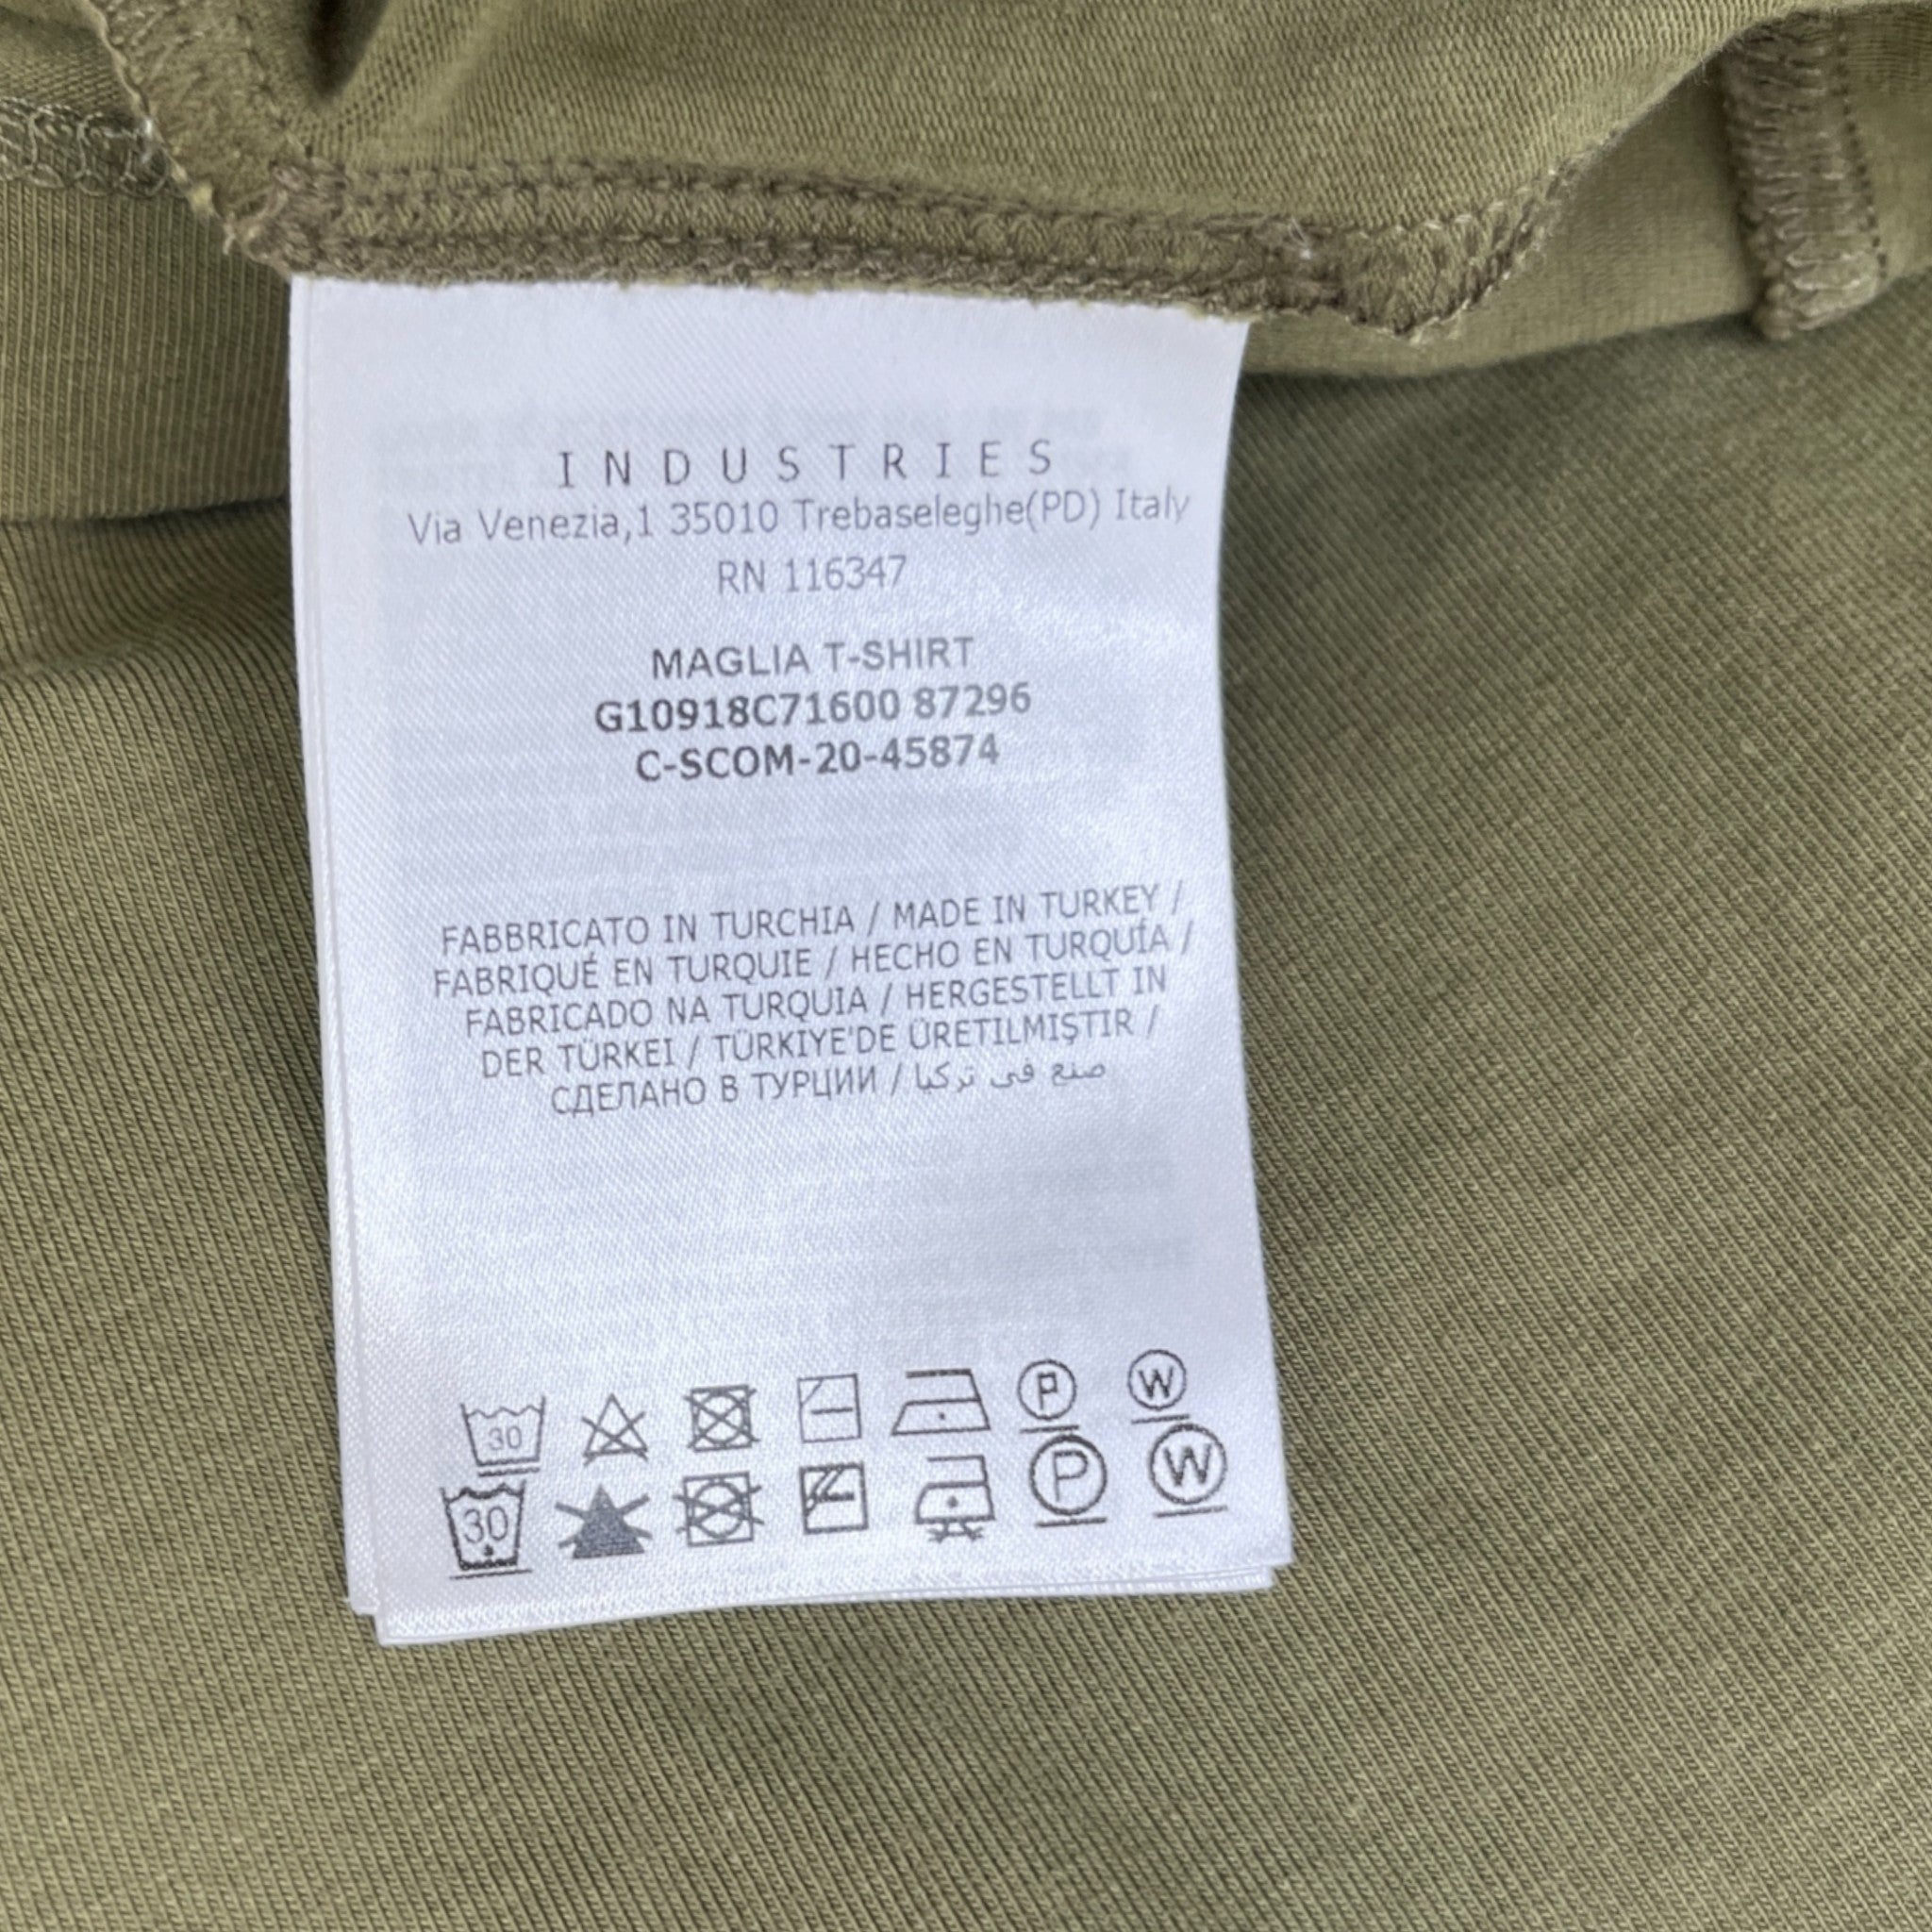 INDUSTRIES
Via Venezia,1 35010 Trebaseleghe(PD) Italy
RN 116347
MAGLIA T-SHIRT
G10918C71600 87296
C-SCOM-20-45874
FABBRICATO IN TURCHIA / MADE IN TURKEY /
FABRIQUÉ EN TURQUIE / HECHO EN TURQUÍA /
FABRICADO NA TURQUIA / HERGESTELLT IN
DER TÜRKEI / TÜRKIYE'DE ÜRETILMIŞTIR /
СДЕЛАНО В ТУРЦИИ / صنع في تركيا
30 P W
30 P W